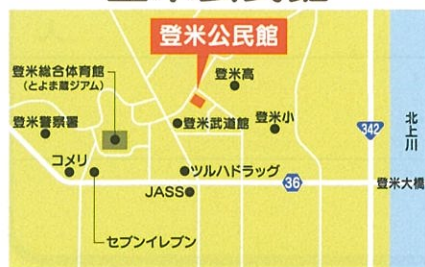 登米公民館
登米総合体育館
(とよま蔵ジアム)
登米高
登米警察署
登米武道館
登米小
342
北上川
コメリ
ツルハドラッグ
36
登米大橋
JASS
セブンイレブン